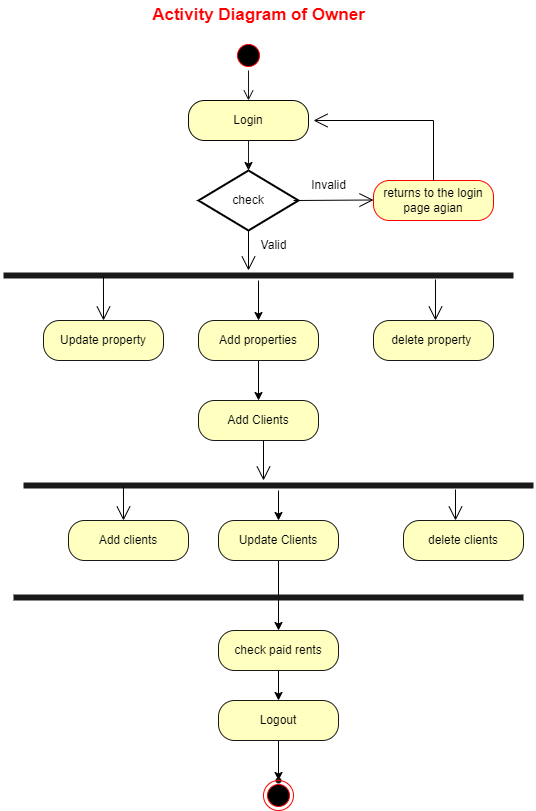 Activity Diagram of Owner
Login
check
Invalid
returns to the login
page agian
Valid
Update property
Add properties
delete property
Add Clients
Add clients
Update Clients
delete clients
check paid rents
Logout